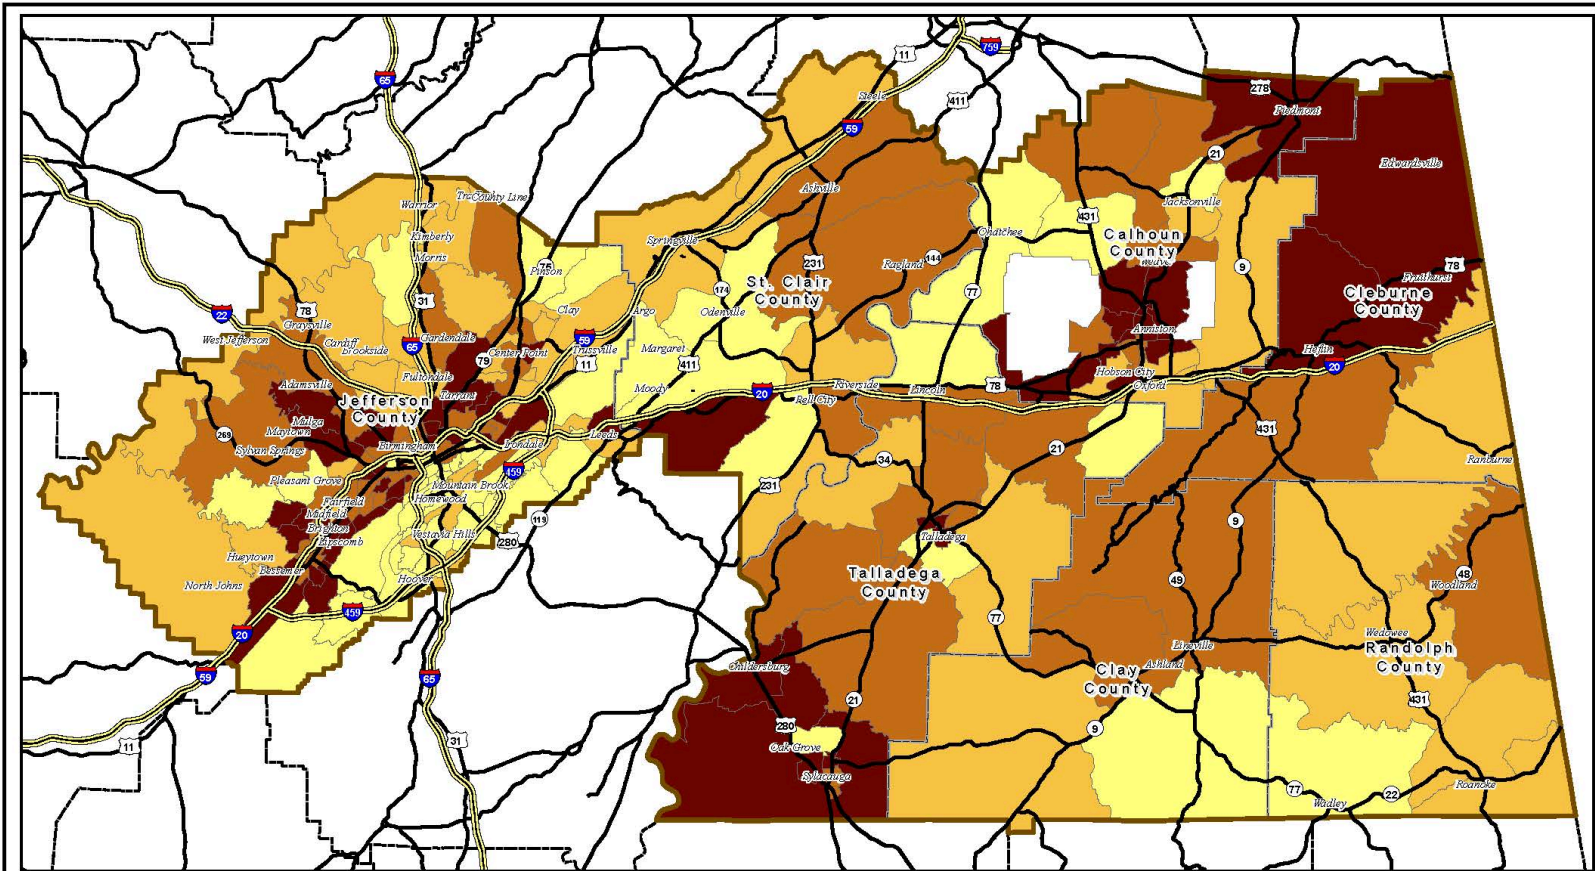 11
759
65
411
278
Steele
59
Piedmont
21
Edwardsville
Ashville
County Line
Warrior
Jacksonville
431
Kimberly
Springville
Ohatchee
Calhoun
County
Morris
231
Ragland
144
9
78
Fruithurst
75
Pinson
St. Clair
County
174
77
Cleburne
County
31
78
22
Clay
Argo
Odenville
Graysville
Anniston
West Jefferson
Cardiff
Brookside
65
Gardendale
59
Trussville
Margaret
Heflin
79
Center Point
11
411
20
Fultondale
Hobson City
Adamsville
Tarrant
Moody
20
Riverside
Lincoln
78
Oxford
Jefferson
County
Bell City
Mulga
Maytown
269
Birmingham
Irondale
Leeds
431
Sylvan Springs
21
34
Ranburne
459
Pleasant Grove
Mountain Brook
231
Homewood
Fairfield
Midfield
119
9
Brighton
Lipscomb
Vestavia Hills
280
Talladega
Hueytown
Bessemer
Talladega
County
49
48
Woodland
North Johns
Hoover
459
77
20
Wedowee
Lineville
Randolph
County
Childersburg
Ashland
Clay
County
59
65
21
431
280
9
11
31
Oak Grove
Sylacauga
77
22
Roanoke
Wadley